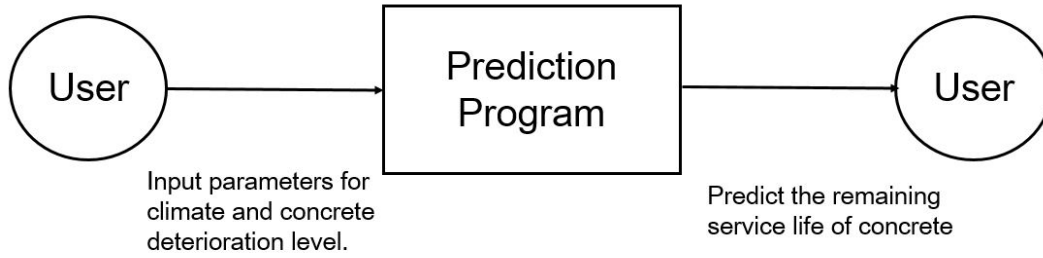 User
Prediction
Program
User
Input parameters for
climate and concrete
deterioration level.
Predict the remaining
service life of concrete